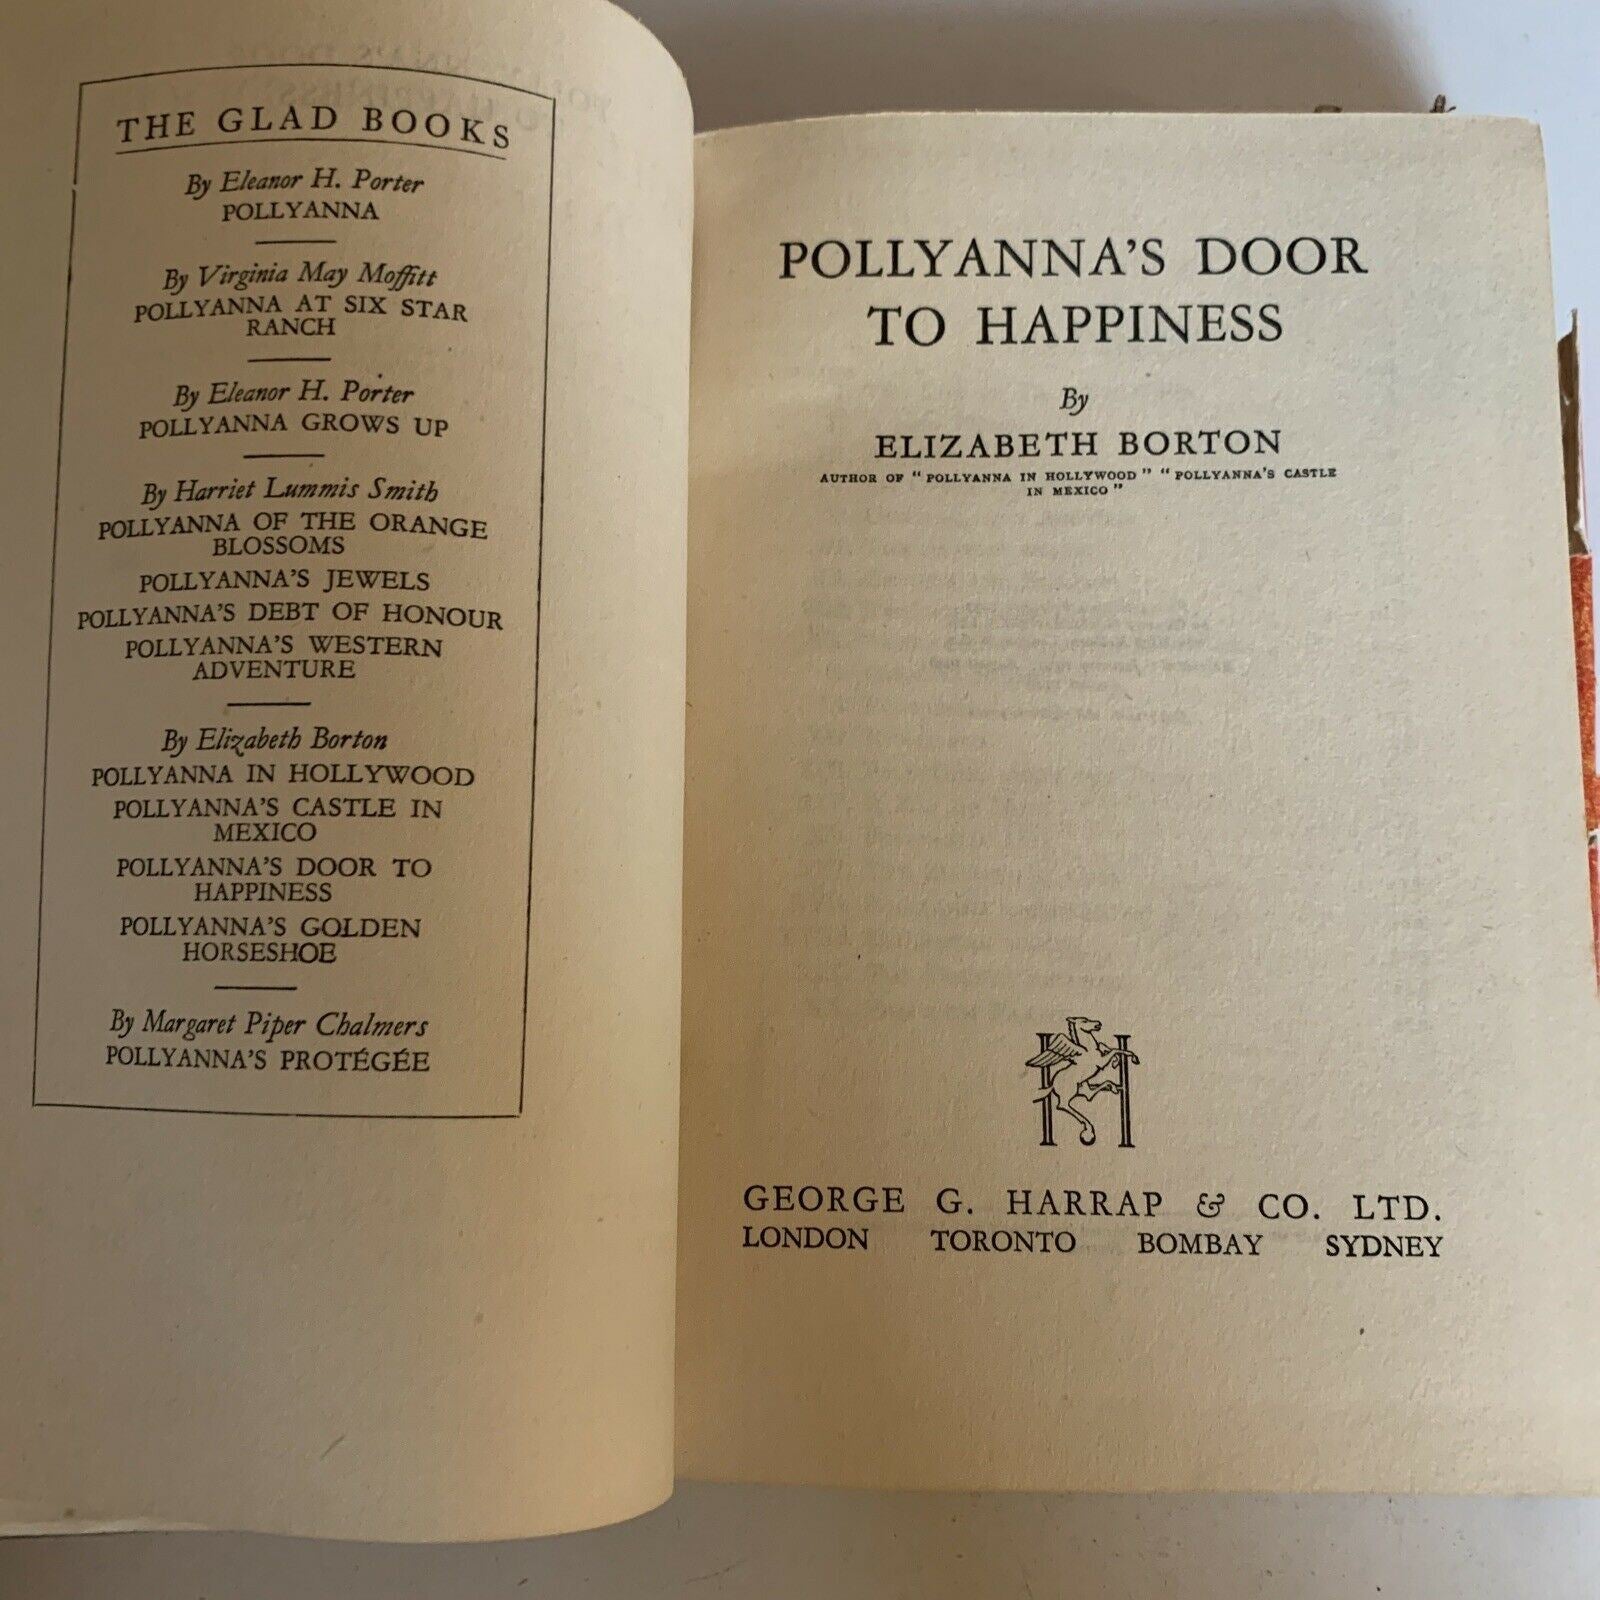 THE GLAD BOOKS
By Eleanor H. Porter
POLLYANNA
By Virginia May Moffitt
POLLYANNA AT SIX STAR
RANCH
By Eleanor H. Porter
POLLYANNA GROWS UP
By Harriet Lummis Smith
POLLYANNA OF THE ORANGE
BLOSSOMS
POLLYANNA'S JEWELS
POLLYANNA'S DEBT OF HONOUR
POLLYANNA'S WESTERN
ADVENTURE
By Elizabeth Borton
POLLYANNA IN HOLLYWOOD
POLLYANNA'S CASTLE IN
MEXICO
POLLYANNA'S DOOR TO
HAPPINESS
POLLYANNA'S GOLDEN
HORSESHOE
By Margaret Piper Chalmers
POLLYANNA'S PROTÉGÉE
POLLYANNA'S DOOR
TO HAPPINESS
By
ELIZABETH BORTON
AUTHOR OF "POLLYANNA IN HOLLYWOOD" "POLLYANNA'S CASTLE
IN MEXICO"
H
GEORGE G. HARRAP & CO. LTD.
LONDON TORONTO BOMBAY SYDNEY